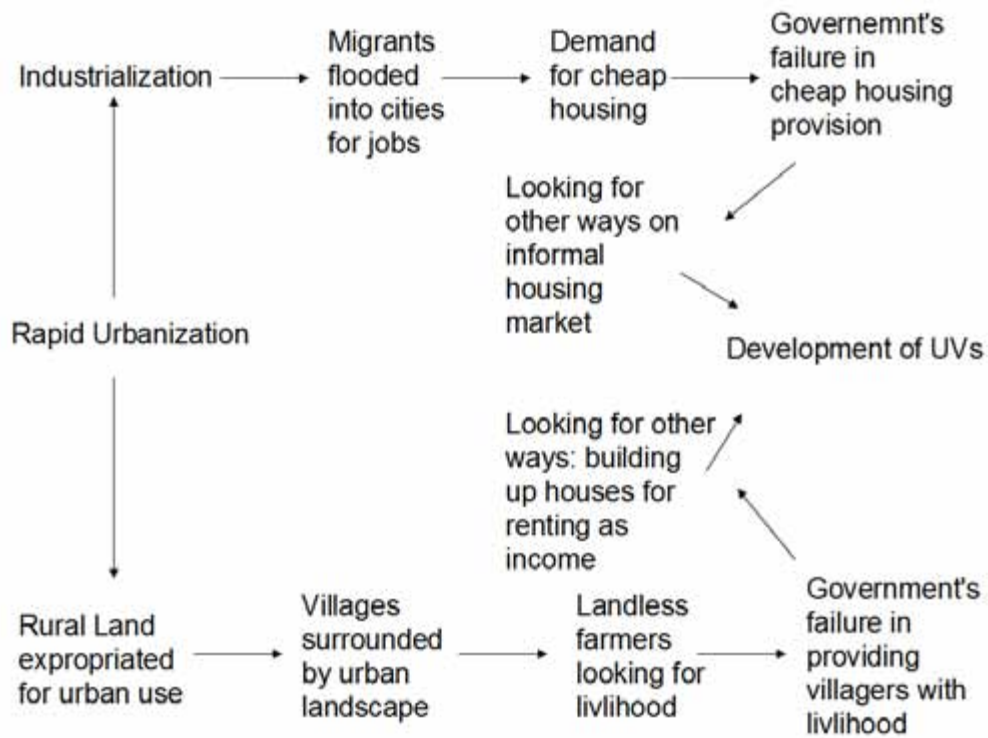 Industrialization
Migrants
flooded
into cities
for jobs
Demand
for cheap
housing
Governemnt's
failure in
cheap housing
provision
Looking for
other ways on
informal
housing
market
Rapid Urbanization
Development of UVs
Looking for other
ways: building
up houses for
renting as
income
Rural Land
expropriated
for urban use
Villages
surrounded
by urban
landscape
Landless
farmers
looking for
livlihood
Government's
failure in
providing
villagers with
livlihood